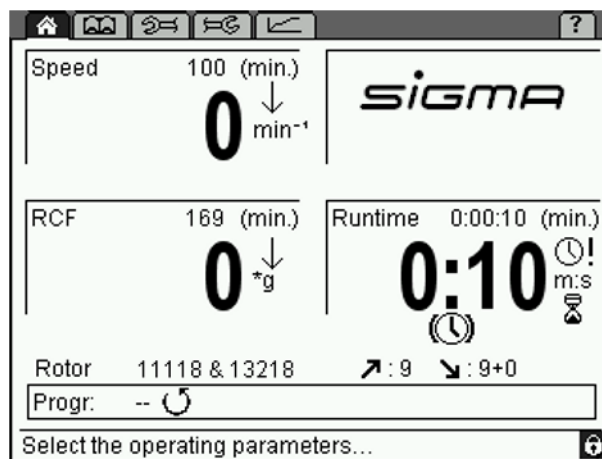 ?
Speed 100 (min.)
0 min⁻¹
sigma
RCF 169 (min.)
0 *g
Runtime 0:00:10 (min.)
0:10 ! m:s
Rotor 11118 & 13218 ↗: 9 ↘: 9+0
Progr: --
Select the operating parameters...